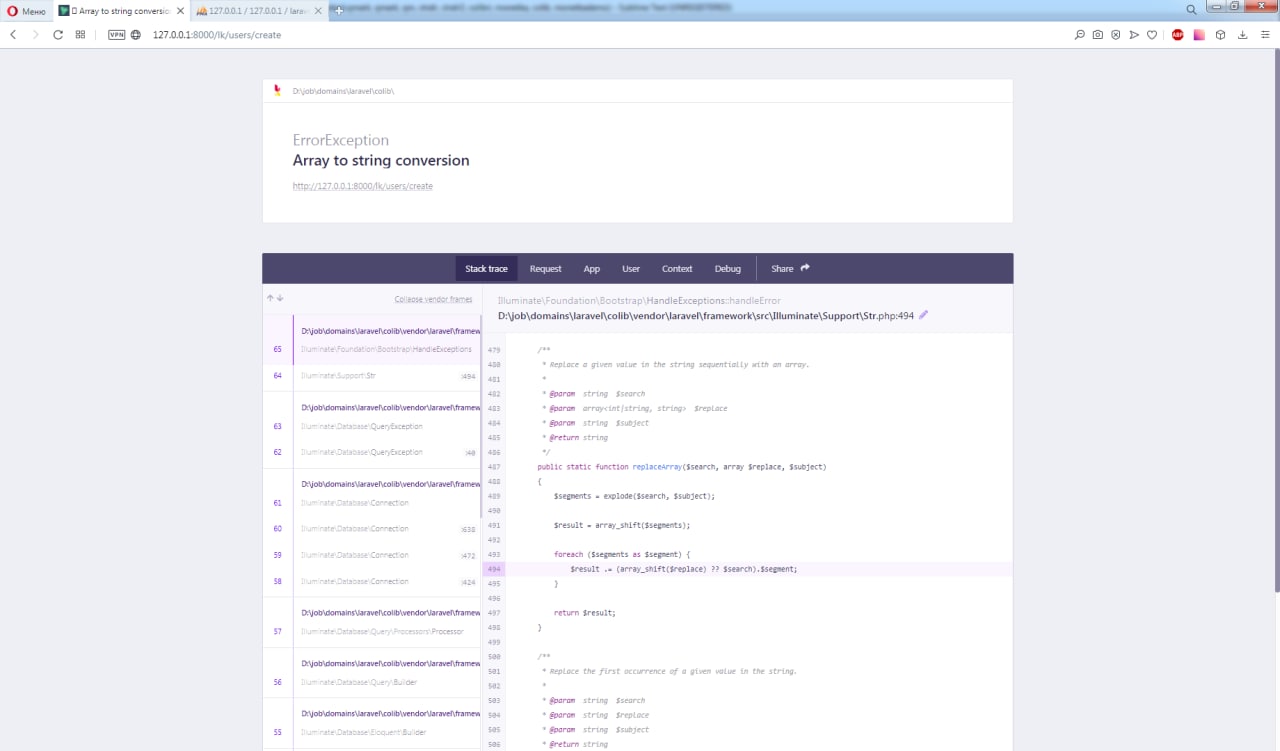 Меню
Array to string conversion
127.0.0.1 / 127.0.0.1 / larav
127.0.0.1:8000/lk/users/create
VPN
ABP
D:\job\domains\laravel\colib\
ErrorException
Array to string conversion
http://127.0.0.1:8000/lk/users/create
Stack trace
Request
App
User
Context
Debug
Share
Collapse vendor frames
D:\job\domains\laravel\colib\vendor\laravel\framew
65 Illuminate\Foundation\Bootstrap\HandleExceptions
64 Illuminate\Support\Str :494
D:\job\domains\laravel\colib\vendor\laravel\framew
63 Illuminate\Database\QueryException
62 Illuminate\Database\QueryException :40
D:\job\domains\laravel\colib\vendor\laravel\framew
61 Illuminate\Database\Connection
60 Illuminate\Database\Connection :638
59 Illuminate\Database\Connection :472
58 Illuminate\Database\Connection :424
D:\job\domains\laravel\colib\vendor\laravel\framew
57 Illuminate\Database\Query\Processors\Processor
D:\job\domains\laravel\colib\vendor\laravel\framew
56 Illuminate\Database\Query\Builder
D:\job\domains\laravel\colib\vendor\laravel\framew
55 Illuminate\Database\Eloquent\Builder
Illuminate\Foundation\Bootstrap\HandleExceptions::handleError
D:\job\domains\laravel\colib\vendor\laravel\framework\src\Illuminate\Support\Str.php:494
479 /**
480 * Replace a given value in the string sequentially with an array.
481 *
482 * @param string $search
483 * @param array<int|string, string> $replace
484 * @param string $subject
485 * @return string
486 */
487 public static function replaceArray($search, array $replace, $subject)
488 {
489 $segments = explode($search, $subject);
490
491 $result = array_shift($segments);
492
493 foreach ($segments as $segment) {
494 $result .= (array_shift($replace) ?? $search).$segment;
495 }
496
497 return $result;
498 }
499
500 /**
501 * Replace the first occurrence of a given value in the string.
502 *
503 * @param string $search
504 * @param string $replace
505 * @param string $subject
506 * @return string